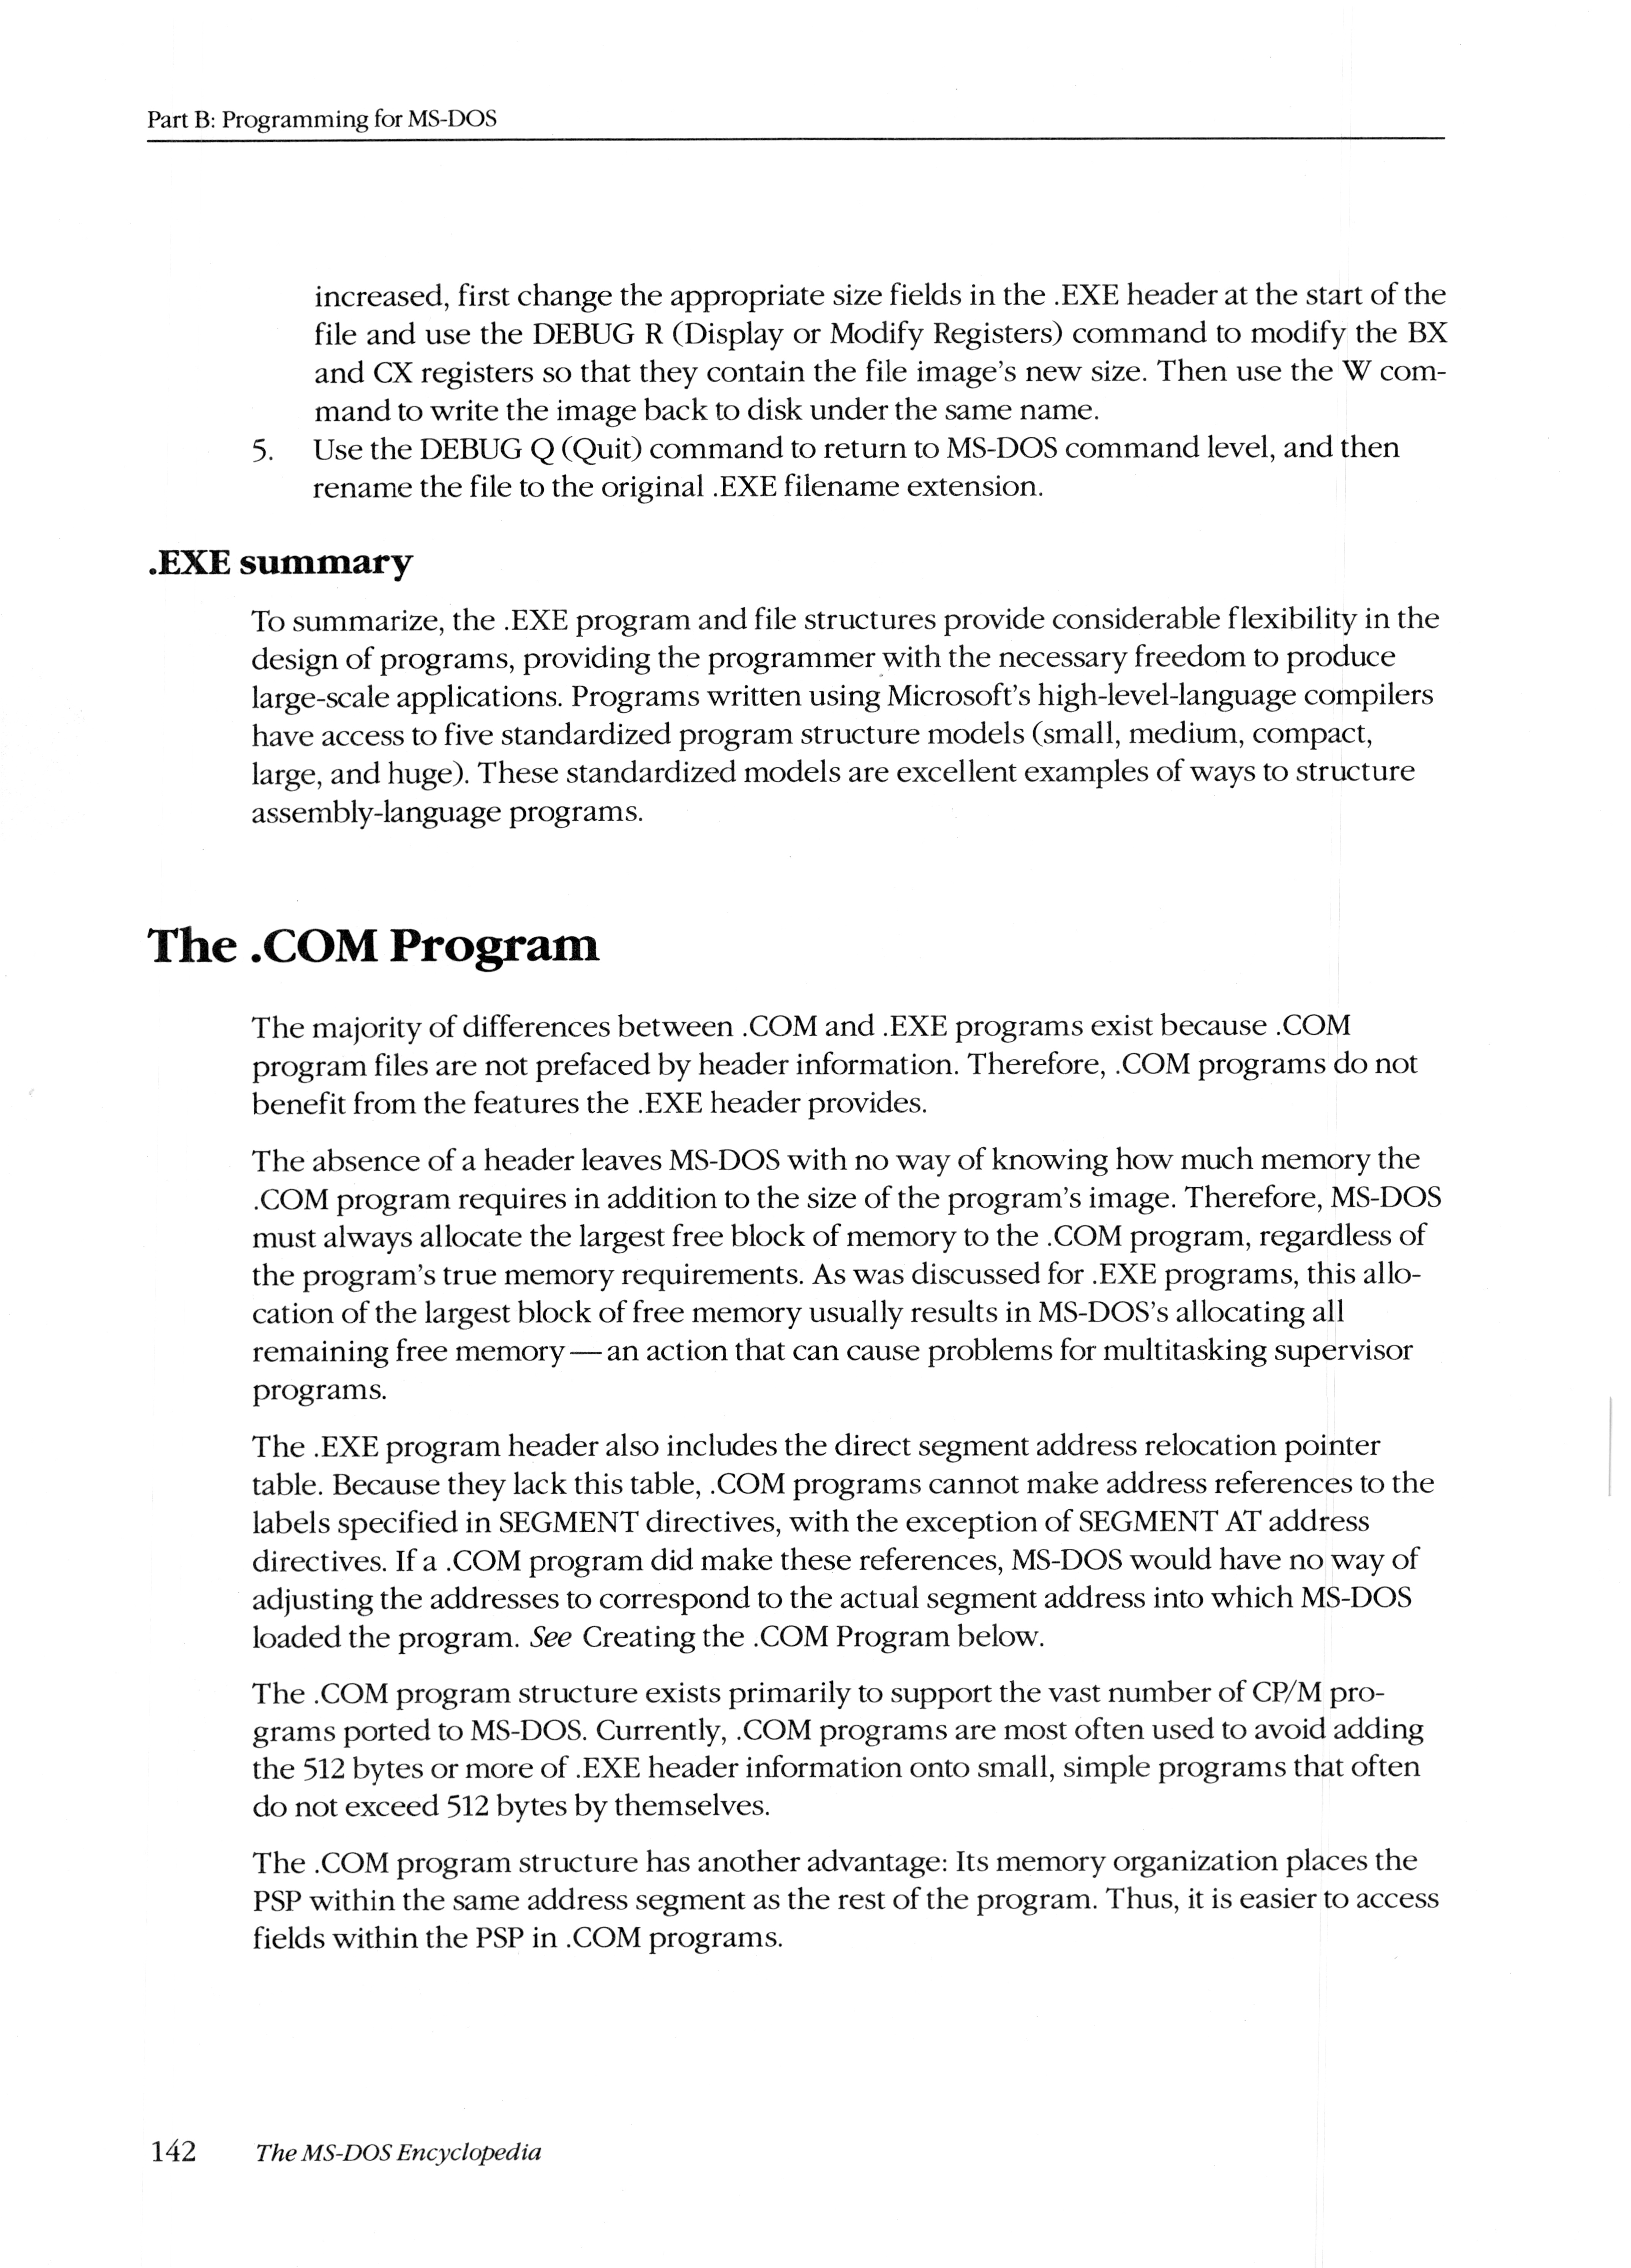 Part B: Programming for MS-DOS
increased, first change the appropriate size fields in the .EXE header at the start of the
file and use the DEBUG R (Display or Modify Registers) command to modify the BX
and CX registers so that they contain the file image's new size. Then use the W com-
mand to write the image back to disk under the same name.
5. Use the DEBUG Q (Quit) command to return to MS-DOS command level, and then
rename the file to the original .EXE filename extension.
.EXE summary
To summarize, the .EXE program and file structures provide considerable flexibility in the
design of programs, providing the programmer with the necessary freedom to produce
large-scale applications. Programs written using Microsoft's high-level-language compilers
have access to five standardized program structure models (small, medium, compact,
large, and huge). These standardized models are excellent examples of ways to structure
assembly-language programs.
The .COM Program
The majority of differences between .COM and .EXE programs exist because .COM
program files are not prefaced by header information. Therefore, .COM programs do not
benefit from the features the .EXE header provides.
The absence of a header leaves MS-DOS with no way of knowing how much memory the
.COM program requires in addition to the size of the program's image. Therefore, MS-DOS
must always allocate the largest free block of memory to the .COM program, regardless of
the program's true memory requirements. As was discussed for .EXE programs, this allo-
cation of the largest block of free memory usually results in MS-DOS's allocating all
remaining free memory—an action that can cause problems for multitasking supervisor
programs.
The .EXE program header also includes the direct segment address relocation pointer
table. Because they lack this table, .COM programs cannot make address references to the
labels specified in SEGMENT directives, with the exception of SEGMENT AT address
directives. If a .COM program did make these references, MS-DOS would have no way of
adjusting the addresses to correspond to the actual segment address into which MS-DOS
loaded the program. See Creating the .COM Program below.
The .COM program structure exists primarily to support the vast number of CP/M pro-
grams ported to MS-DOS. Currently, .COM programs are most often used to avoid adding
the 512 bytes or more of .EXE header information onto small, simple programs that often
do not exceed 512 bytes by themselves.
The .COM program structure has another advantage: Its memory organization places the
PSP within the same address segment as the rest of the program. Thus, it is easier to access
fields within the PSP in .COM programs.
142 The MS-DOS Encyclopedia